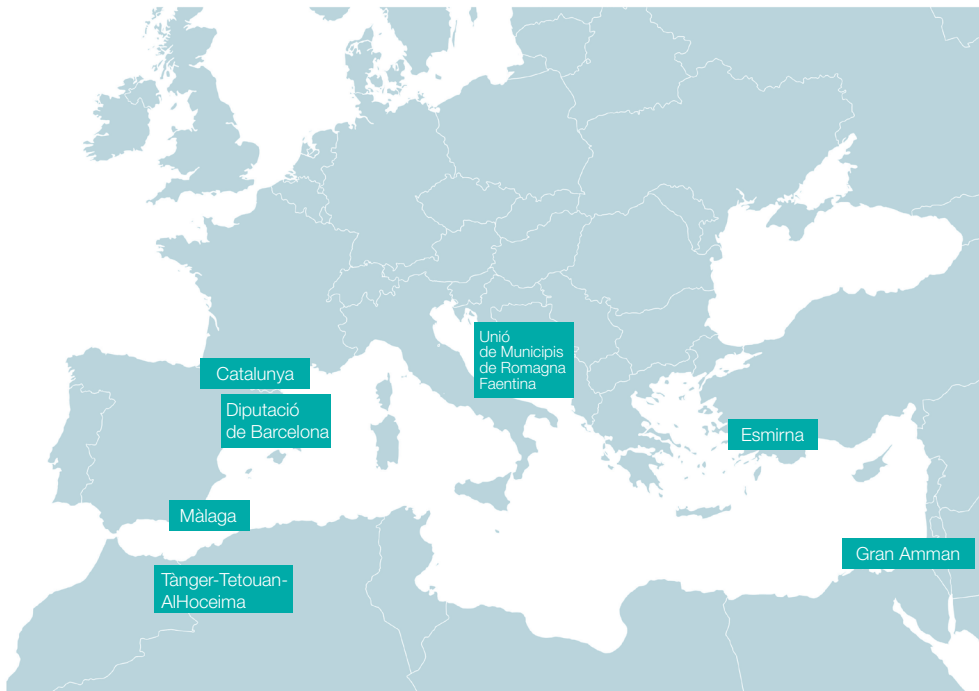 Unió
de Municipis
de Romagna
Faentina
Catalunya
Diputació
de Barcelona
Esmirna
Màlaga
Gran Amman
Tànger-Tetouan-
AlHoceima